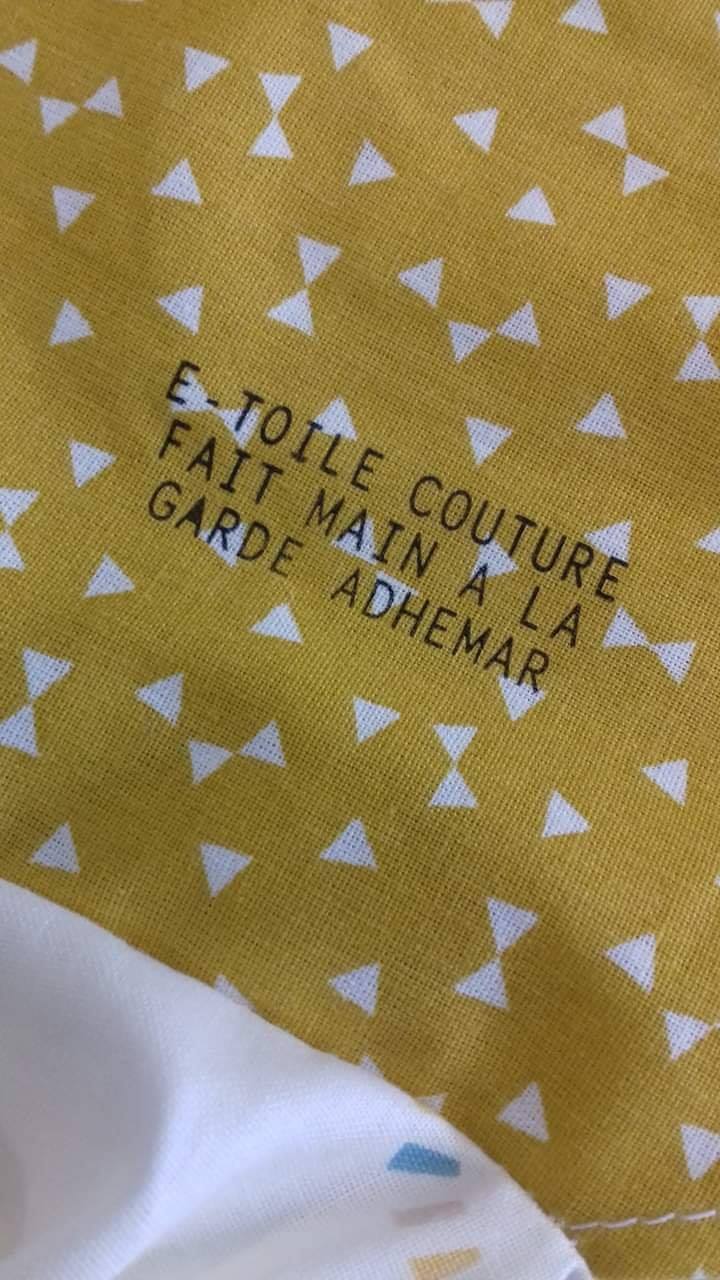 E-TOILE COUTURE
FAIT MAIN A LA
GARDE ADHEMAR